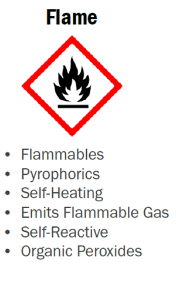 Flame
• Flammables
• Pyrophorics
• Self-Heating
• Emits Flammable Gas
• Self-Reactive
• Organic Peroxides